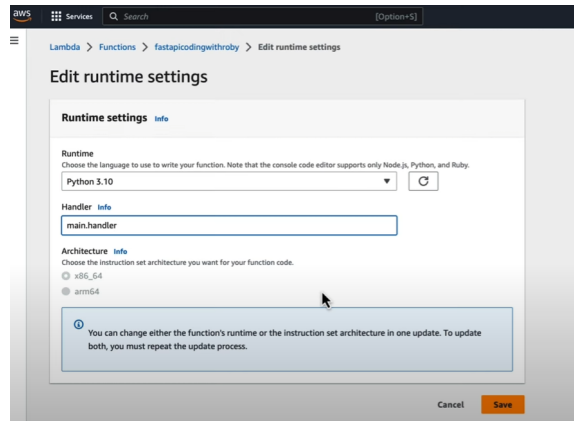 aws
Services
Search
[Option+S]
Lambda > Functions > fastapicodingwithroby > Edit runtime settings
Edit runtime settings
Runtime settings Info
Runtime
Choose the language to use to write your function. Note that the console code editor supports only Node.js, Python, and Ruby.
Python 3.10
Handler Info
main.handler
Architecture Info
Choose the instruction set architecture you want for your function code.
x86_64
arm64
You can change either the function's runtime or the instruction set architecture in one update. To update
both, you must repeat the update process.
Cancel
Save